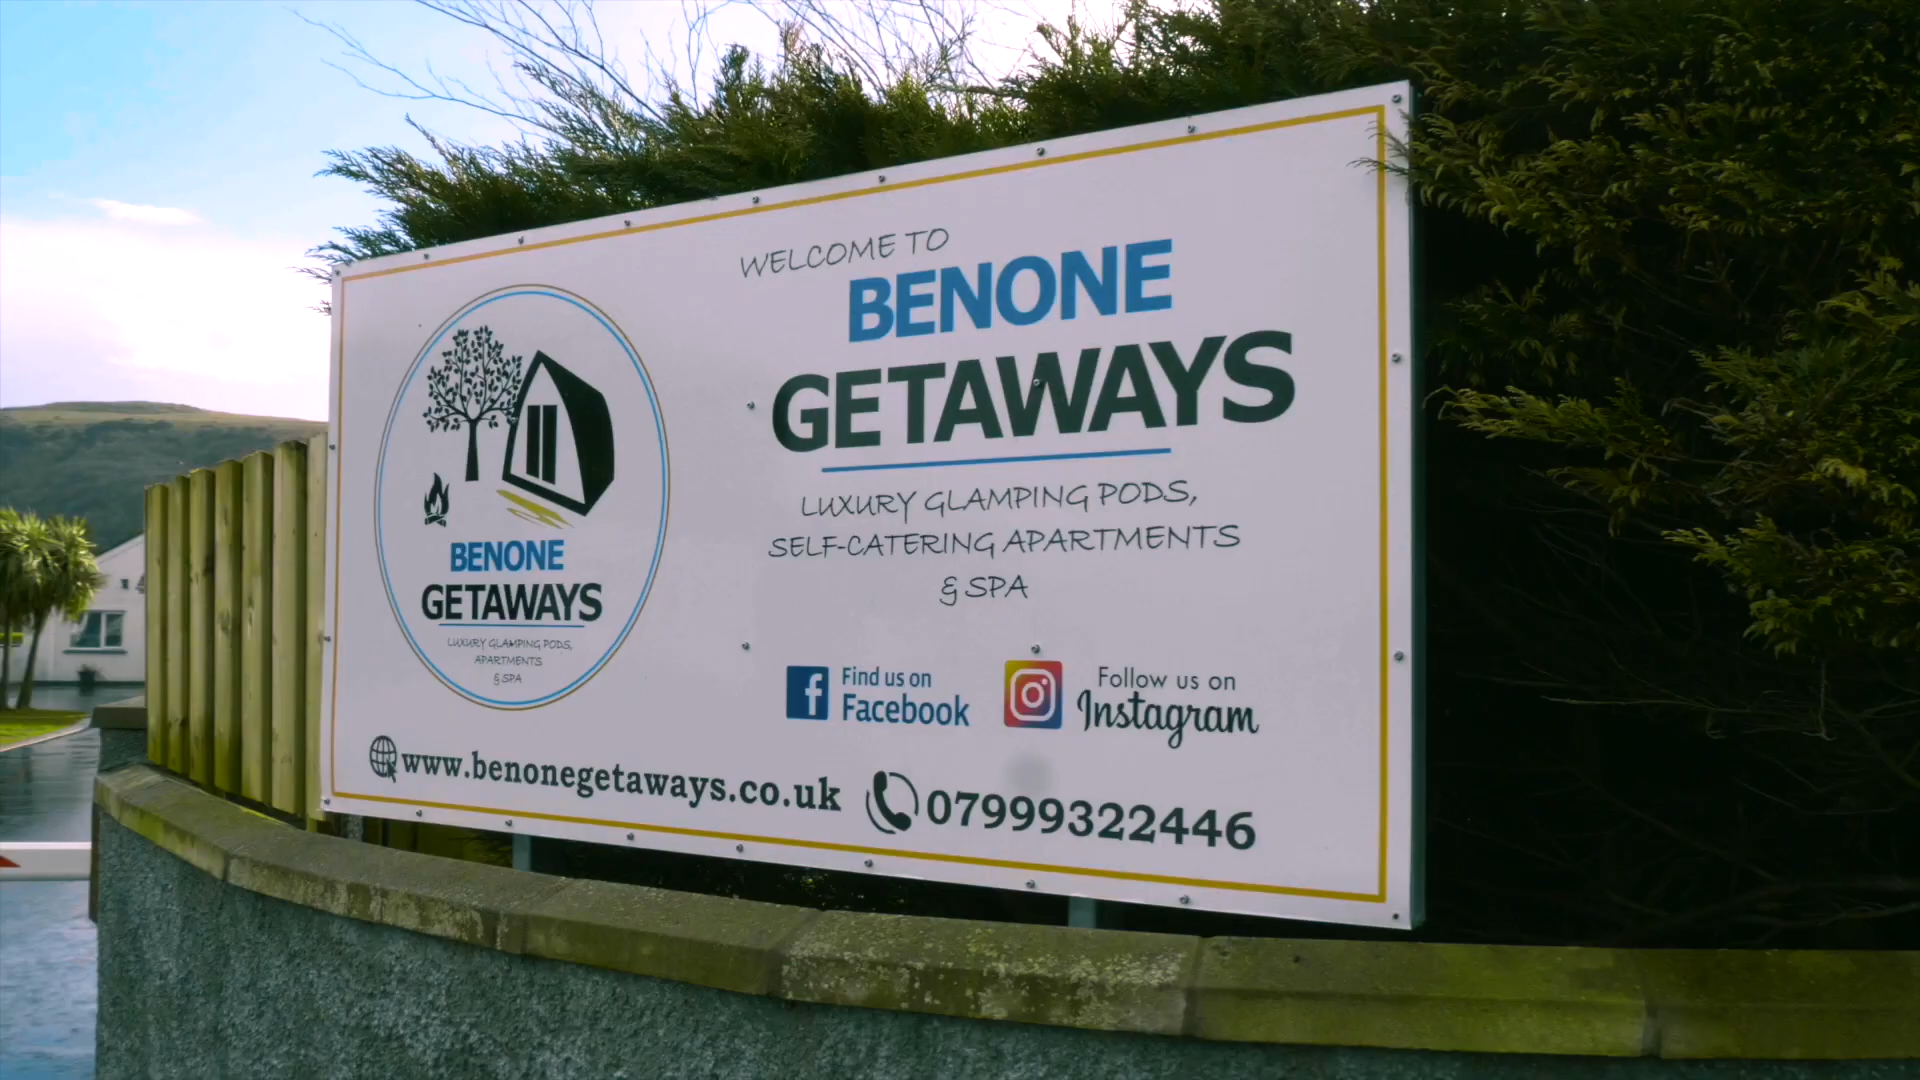 WELCOME TO
BENONE
GETAWAYS
LUXURY GLAMPING PODS,
SELF-CATERING APARTMENTS
& SPA
BENONE
GETAWAYS
LUXURY GLAMPING PODS,
APARTMENTS
& SPA
Find us on
Facebook
Follow us on
Instagram
www.benonegetaways.co.uk
07999322446